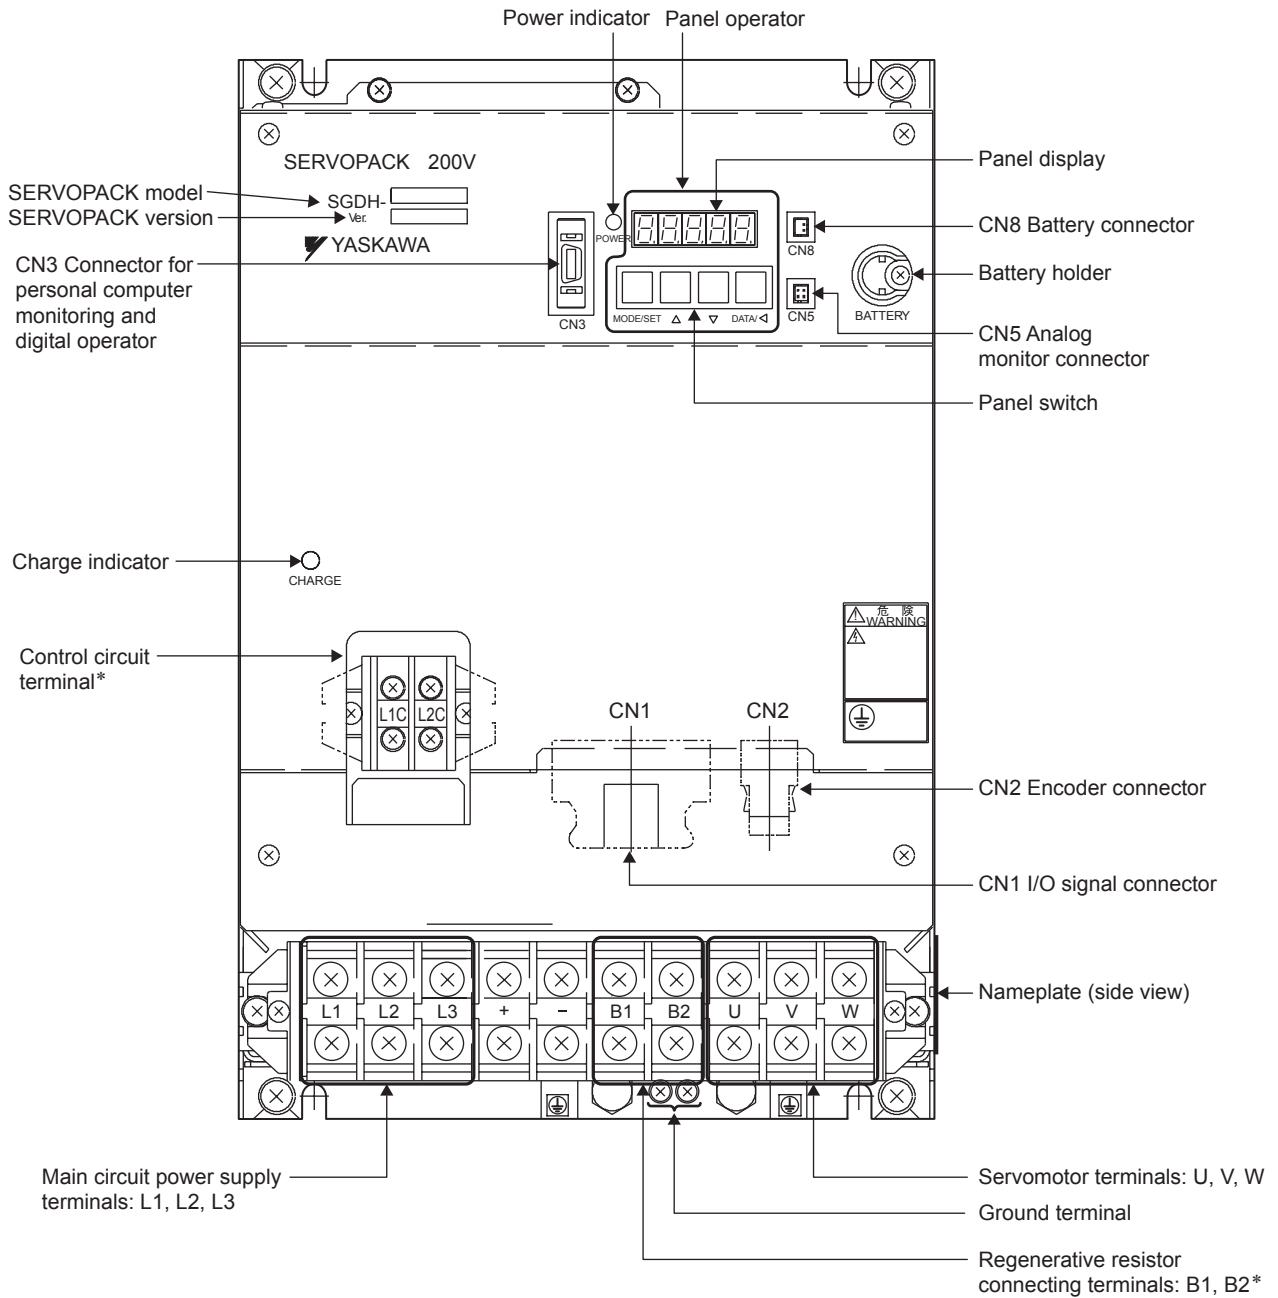 Power indicator
Panel operator
SERVOPACK 200V
Panel display
SERVOPACK model
SGDH-
SERVOPACK version
Ver.
YASKAWA
POWER
CN8
CN8 Battery connector
CN3 Connector for
personal computer
monitoring and
digital operator
Battery holder
CN3
MODE/SET △ ▽ DATA/◁
CN5
BATTERY
CN5 Analog
monitor connector
Panel switch
Charge indicator
CHARGE
危 険
WARNING
Control circuit
terminal*
L1C L2C
CN1
CN2
CN2 Encoder connector
CN1 I/O signal connector
Nameplate (side view)
L1 L2 L3 + − B1 B2 U V W
Main circuit power supply
terminals: L1, L2, L3
Servomotor terminals: U, V, W
Ground terminal
Regenerative resistor
connecting terminals: B1, B2*